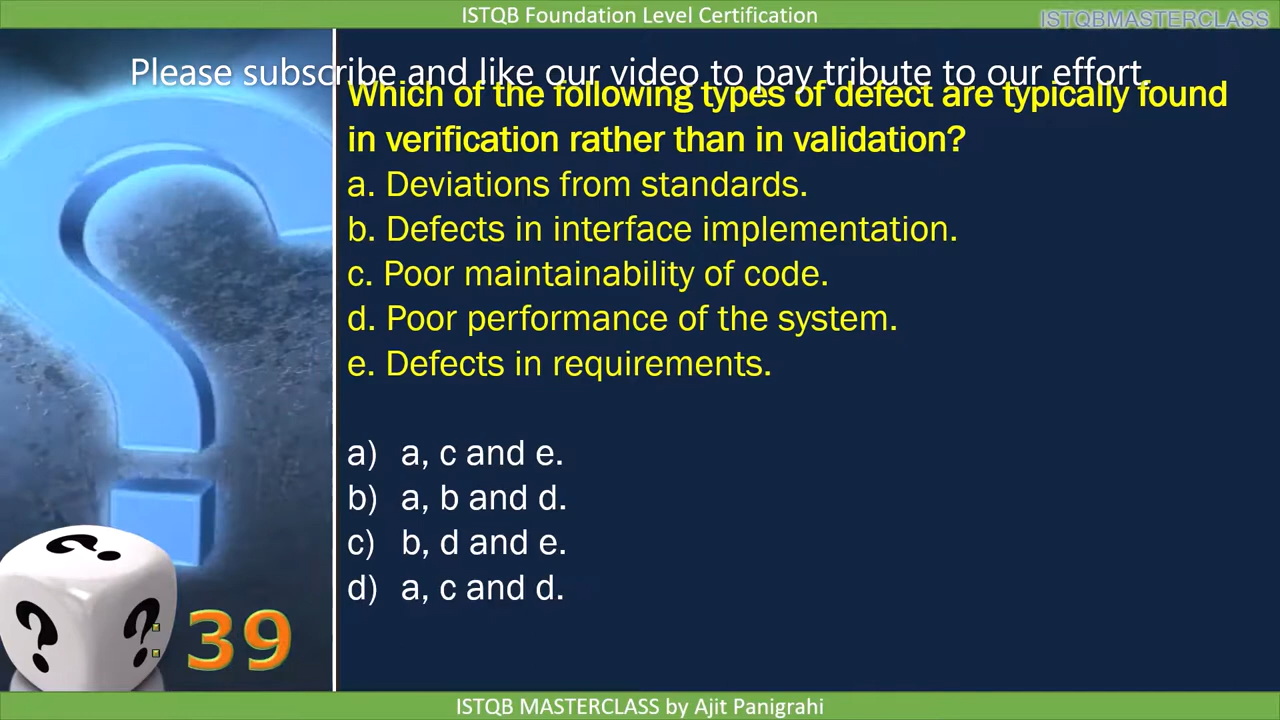 ISTQB Foundation Level Certification
ISTQBMASTERCLASS
Please subscribe and like our video to pay tribute to our effort.
Which of the following types of defect are typically found
in verification rather than in validation?
a. Deviations from standards.
b. Defects in interface implementation.
c. Poor maintainability of code.
d. Poor performance of the system.
e. Defects in requirements.
a) a, c and e.
b) a, b and d.
c) b, d and e.
d) a, c and d.
39
ISTQB MASTERCLASS by Ajit Panigrahi